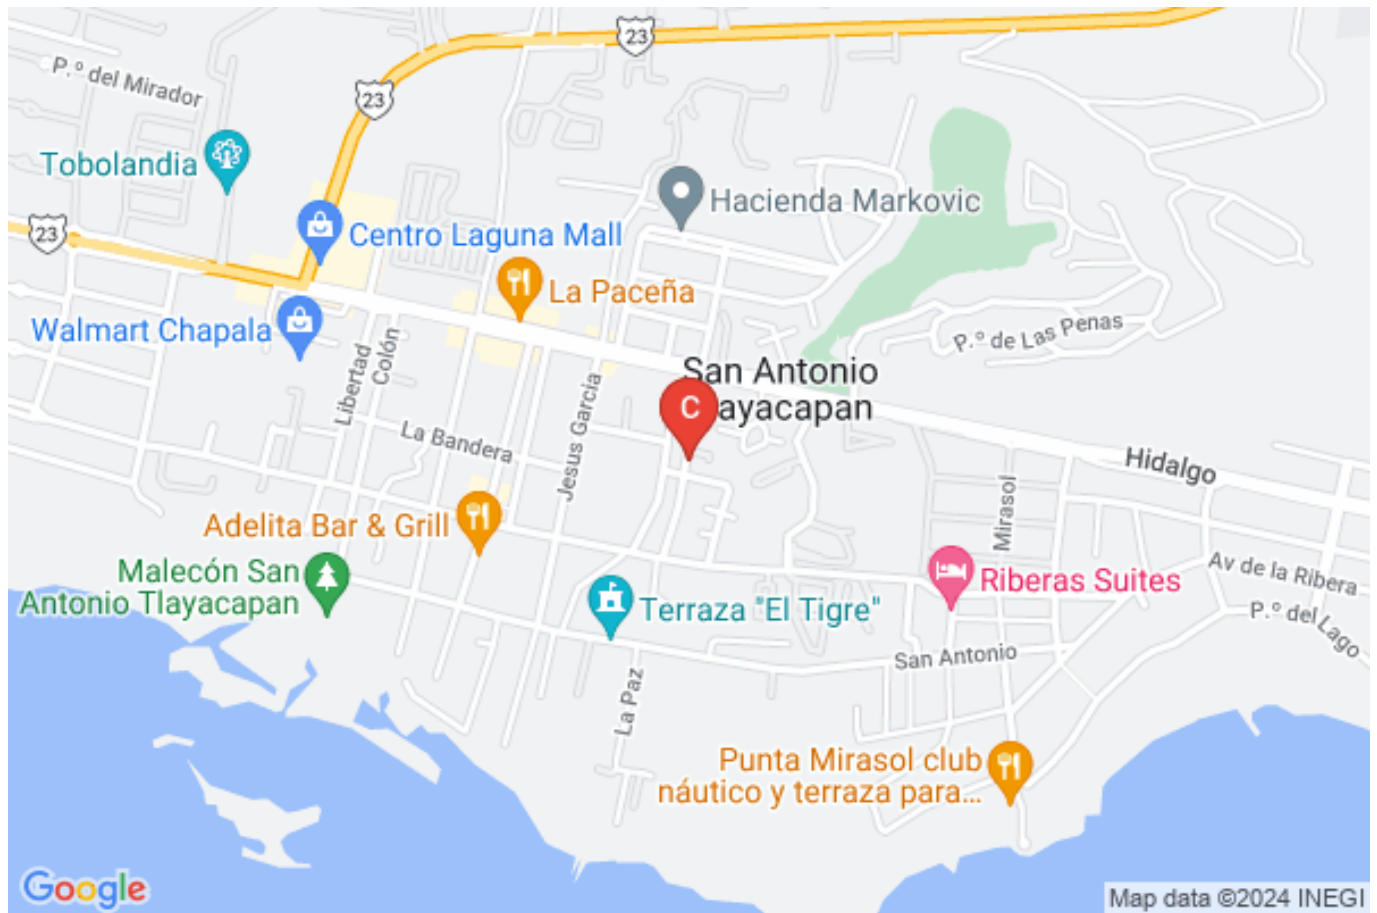 23
P.º del Mirador
23
Tobolandia
Hacienda Markovic
23
Centro Laguna Mall
La Paceña
Walmart Chapala
P.º de Las Penas
Libertad
Colón
San Antonio
ayacapan
C
Jesus Garcia
La Bandera
Hidalgo
Mirasol
Adelita Bar & Grill
Malecón San
Antonio Tlayacapan
Riberas Suites
Av de la Ribera
Terraza "El Tigre"
P.º del Lago
San Antonio
La Paz
Punta Mirasol club
náutico y terraza para...
Google
Map data ©2024 INEGI